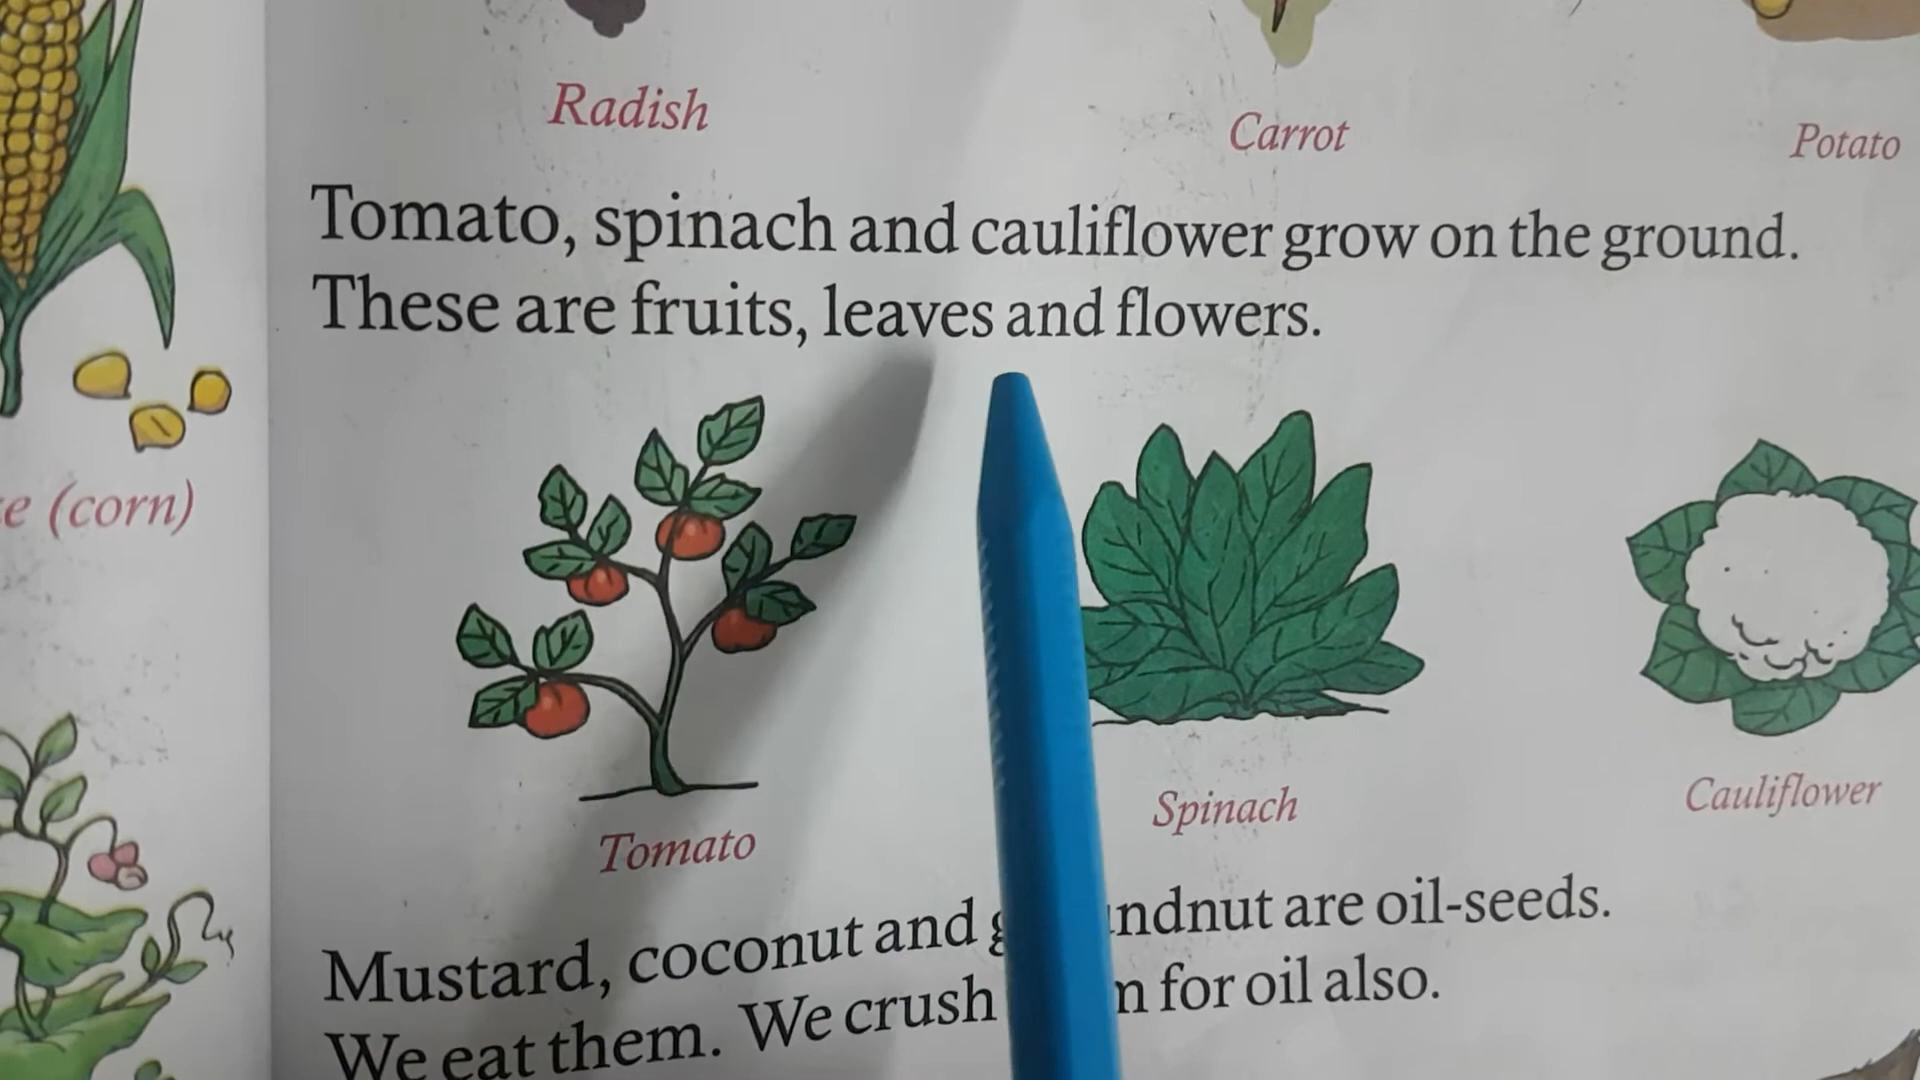 Radish
Carrot
Potato
Tomato, spinach and cauliflower grow on the ground.
These are fruits, leaves and flowers.
(corn)
Tomato
Spinach
Cauliflower
Mustard, coconut and are oil-seeds.
We eat them. We crush for oil also.